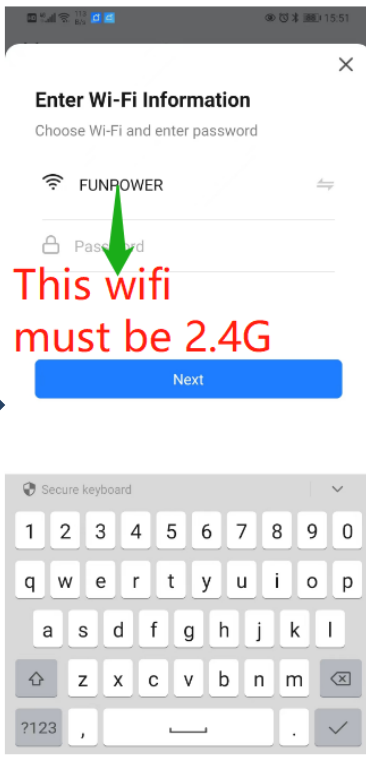 15:51
Enter Wi-Fi Information
Choose Wi-Fi and enter password
FUNPOWER
Password
This wifi
must be 2.4G
Next
Secure keyboard
1 2 3 4 5 6 7 8 9 0
q w e r t y u i o p
a s d f g h j k l
z x c v b n m
?123 , .